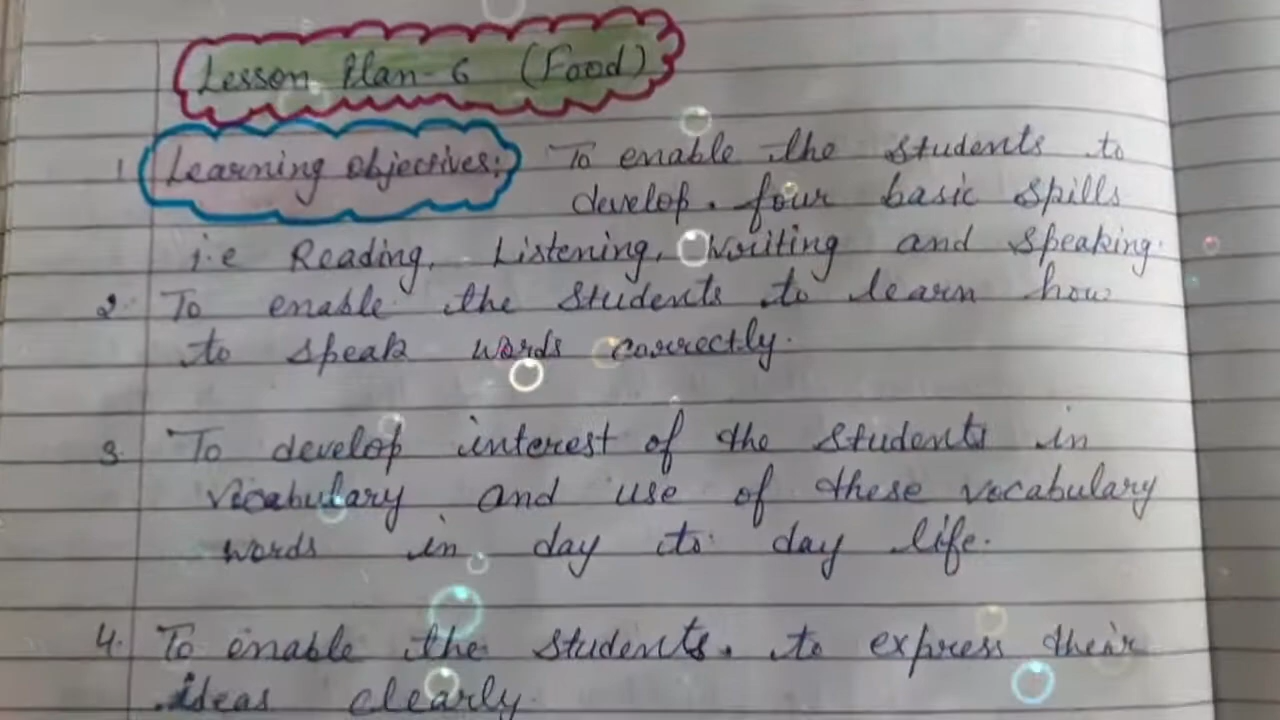 Lesson Plan-6 (Food)
1 Learning objectives: To enable the students to
develop. four basic spills
i.e Reading, Listening, Writing and speaking.
2. To enable the students to learn how
to speak words correctly.
3. To develop interest of the students in
vocabulary and use of these vocabulary
words in day to day life.
4. To enable the students. to express their
ideas clearly.